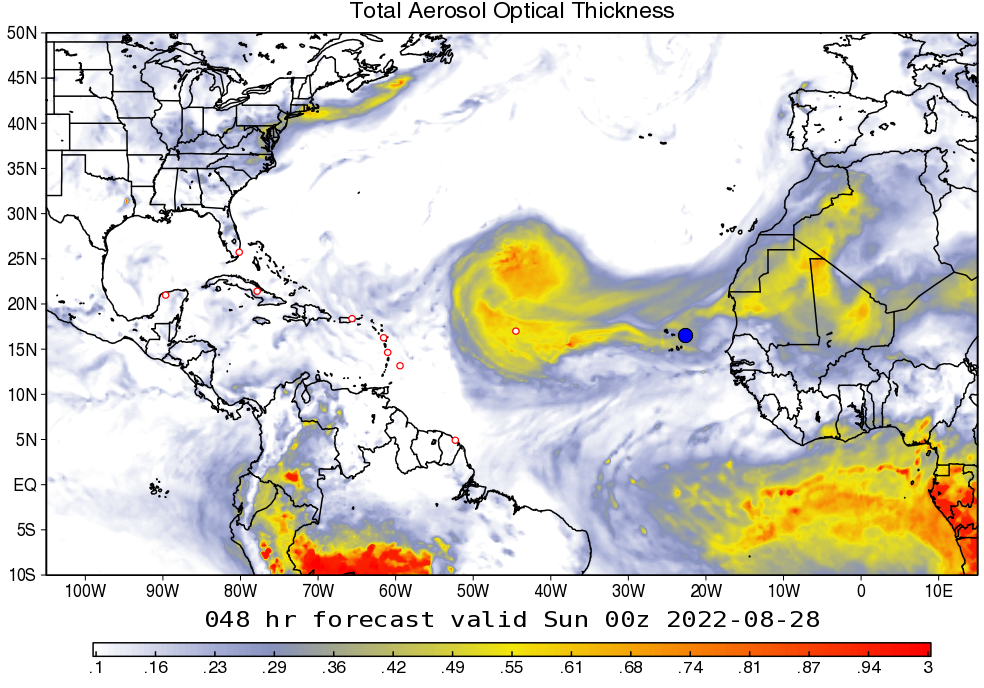 Total Aerosol Optical Thickness
50N
45N
40N
35N
30N
25N
20N
15N
10N
5N
EQ
5S
10S
100W 90W 80W 70W 60W 50W 40W 30W 20W 10W 0 10E
048 hr forecast valid Sun 00z 2022-08-28
.1 .16 .23 .29 .36 .42 .49 .55 .61 .68 .74 .81 .87 .94 3